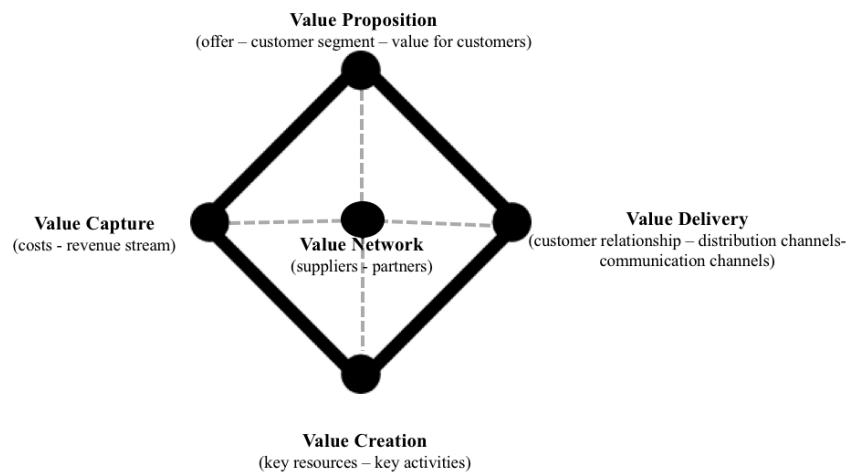 Value Proposition
(offer – customer segment – value for customers)
Value Capture
(costs - revenue stream)
Value Network
(suppliers - partners)
Value Delivery
(customer relationship – distribution channels-
communication channels)
Value Creation
(key resources – key activities)